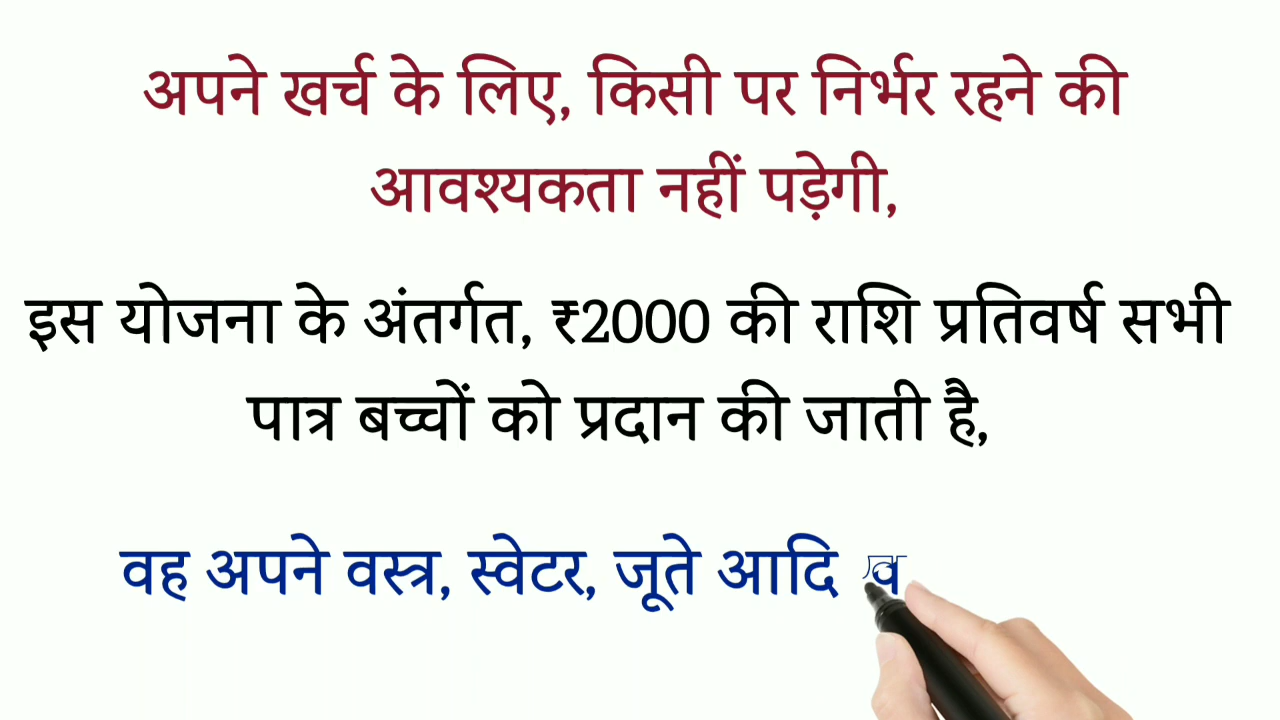 अपने खर्च के लिए, किसी पर निर्भर रहने की
आवश्यकता नहीं पड़ेगी,
इस योजना के अंतर्गत, ₹2000 की राशि प्रतिवर्ष सभी
पात्र बच्चों को प्रदान की जाती है,
वह अपने वस्त्र, स्वेटर, जूते आदि